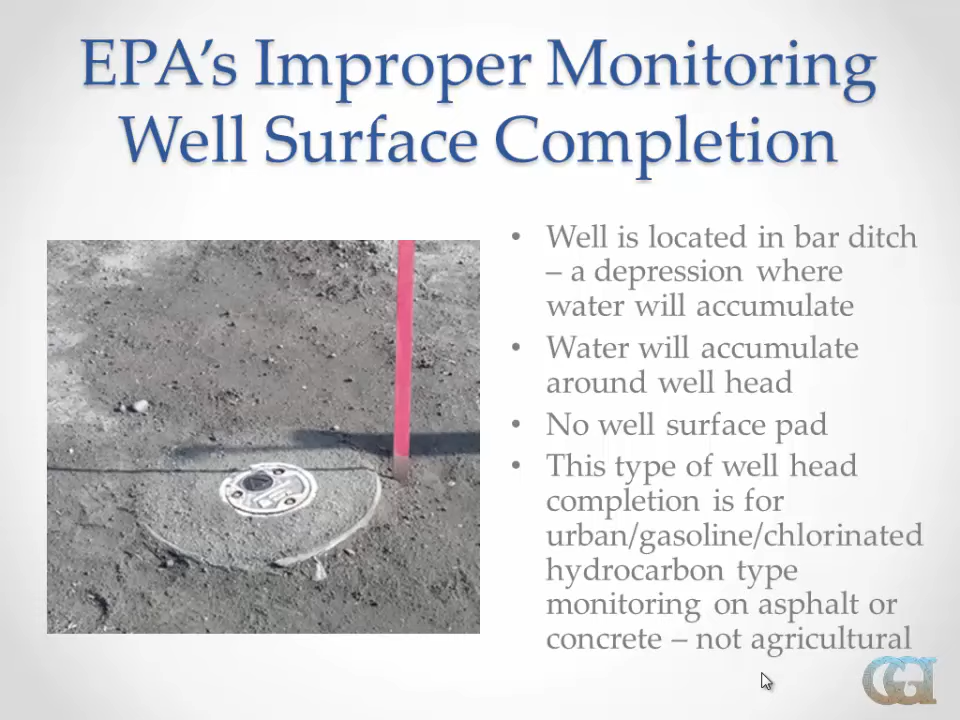 EPA’s Improper Monitoring
Well Surface Completion
• Well is located in bar ditch
– a depression where
water will accumulate
• Water will accumulate
around well head
• No well surface pad
• This type of well head
completion is for
urban/gasoline/chlorinated
hydrocarbon type
monitoring on asphalt or
concrete – not agricultural